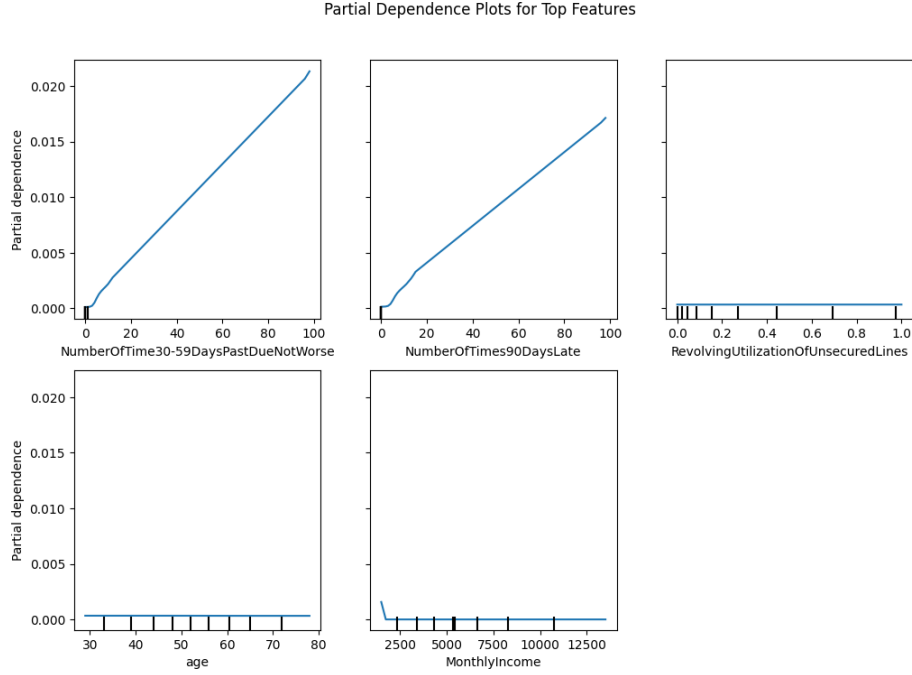 Partial Dependence Plots for Top Features
Partial dependence
0.020
0.015
0.010
0.005
0.000
0 20 40 60 80 100
NumberOfTime30-59DaysPastDueNotWorse
0 20 40 60 80 100
NumberOfTimes90DaysLate
0.0 0.2 0.4 0.6 0.8 1.0
RevolvingUtilizationOfUnsecuredLines
Partial dependence
0.020
0.015
0.010
0.005
0.000
30 40 50 60 70 80
age
2500 5000 7500 10000 12500
MonthlyIncome